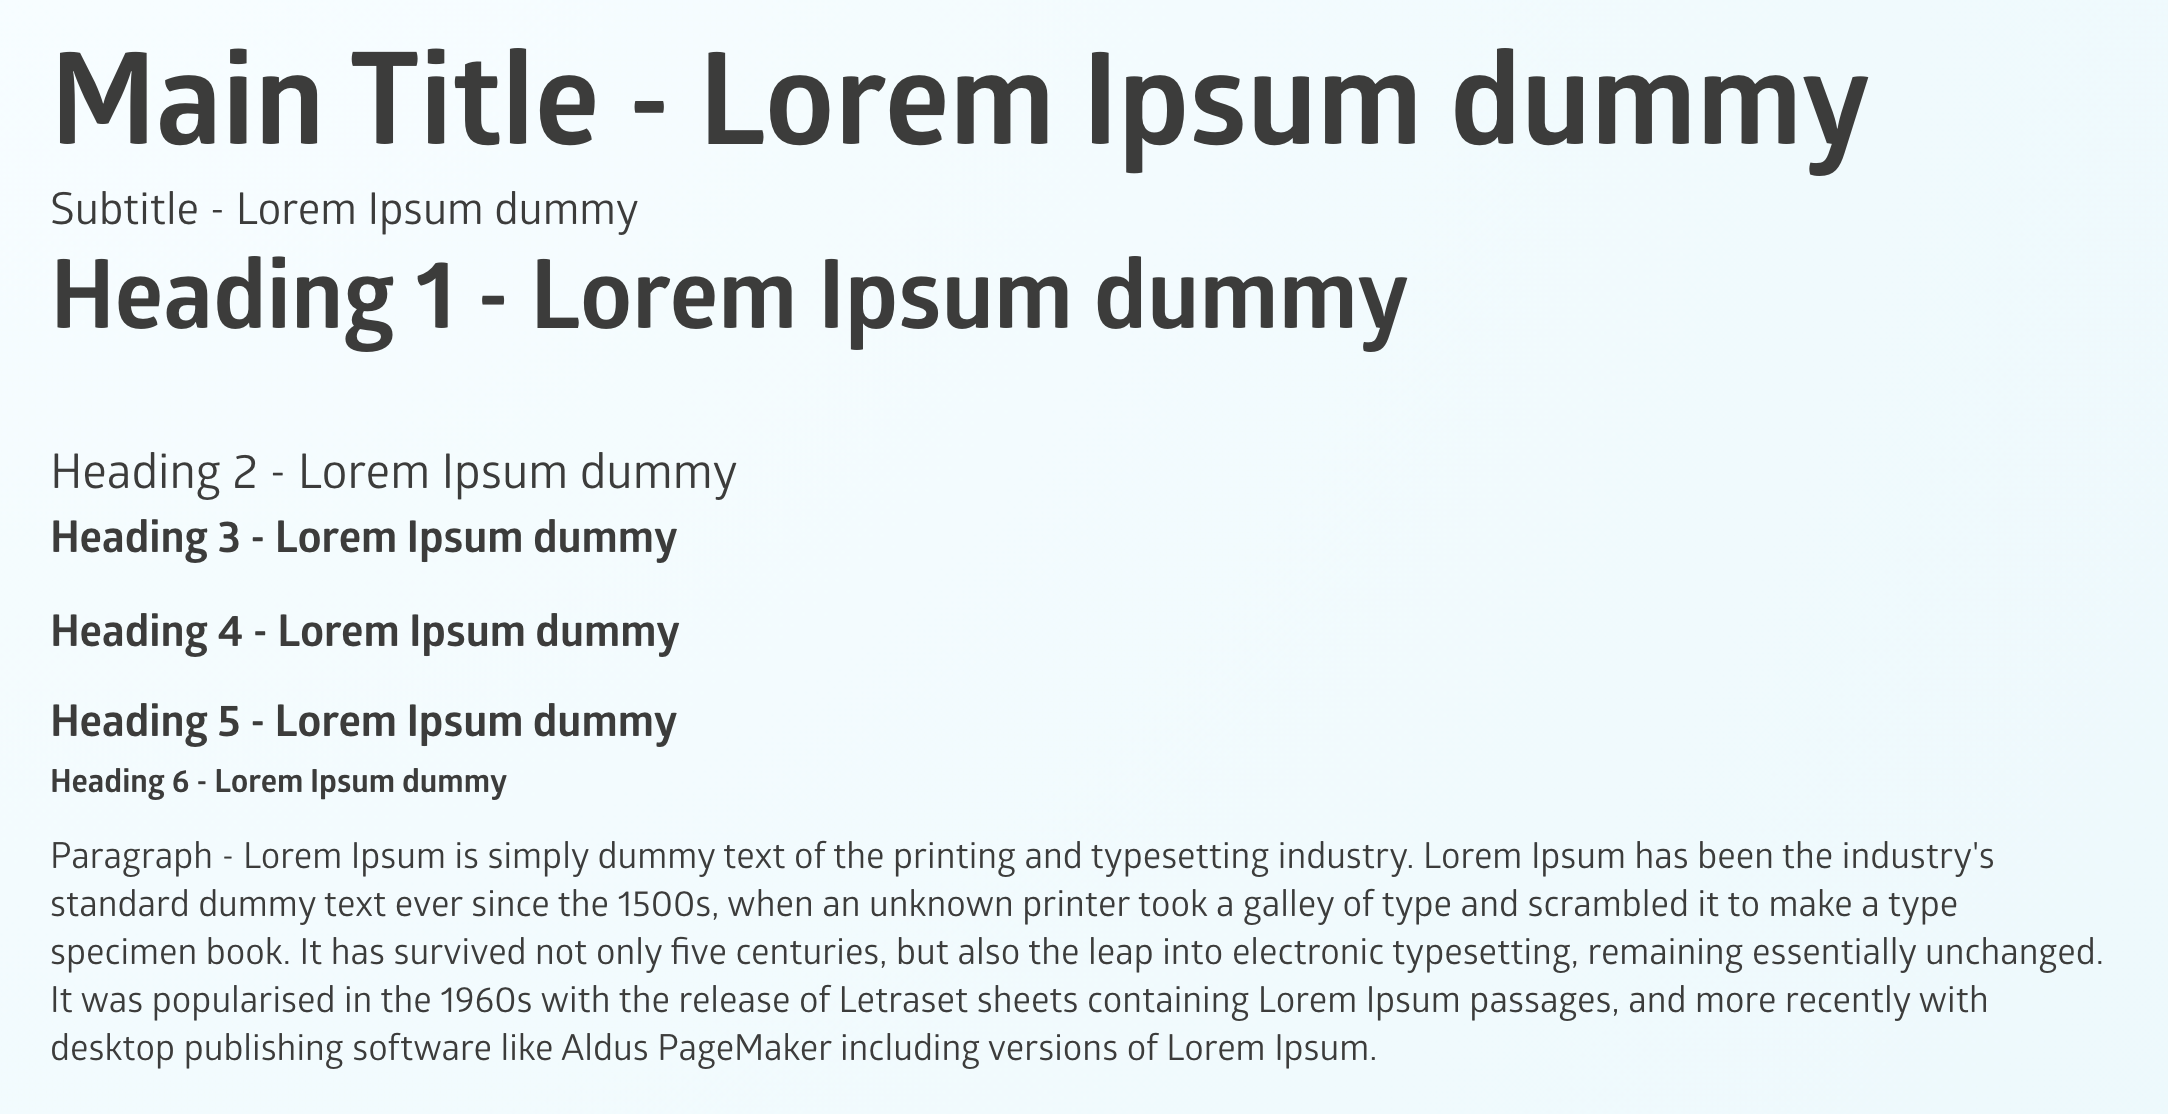 Main Title - Lorem Ipsum dummy
Subtitle - Lorem Ipsum dummy
Heading 1 - Lorem Ipsum dummy
Heading 2 - Lorem Ipsum dummy
Heading 3 - Lorem Ipsum dummy
Heading 4 - Lorem Ipsum dummy
Heading 5 - Lorem Ipsum dummy
Heading 6 - Lorem Ipsum dummy
Paragraph - Lorem Ipsum is simply dummy text of the printing and typesetting industry. Lorem Ipsum has been the industry's
standard dummy text ever since the 1500s, when an unknown printer took a galley of type and scrambled it to make a type
specimen book. It has survived not only five centuries, but also the leap into electronic typesetting, remaining essentially unchanged.
It was popularised in the 1960s with the release of Letraset sheets containing Lorem Ipsum passages, and more recently with
desktop publishing software like Aldus PageMaker including versions of Lorem Ipsum.